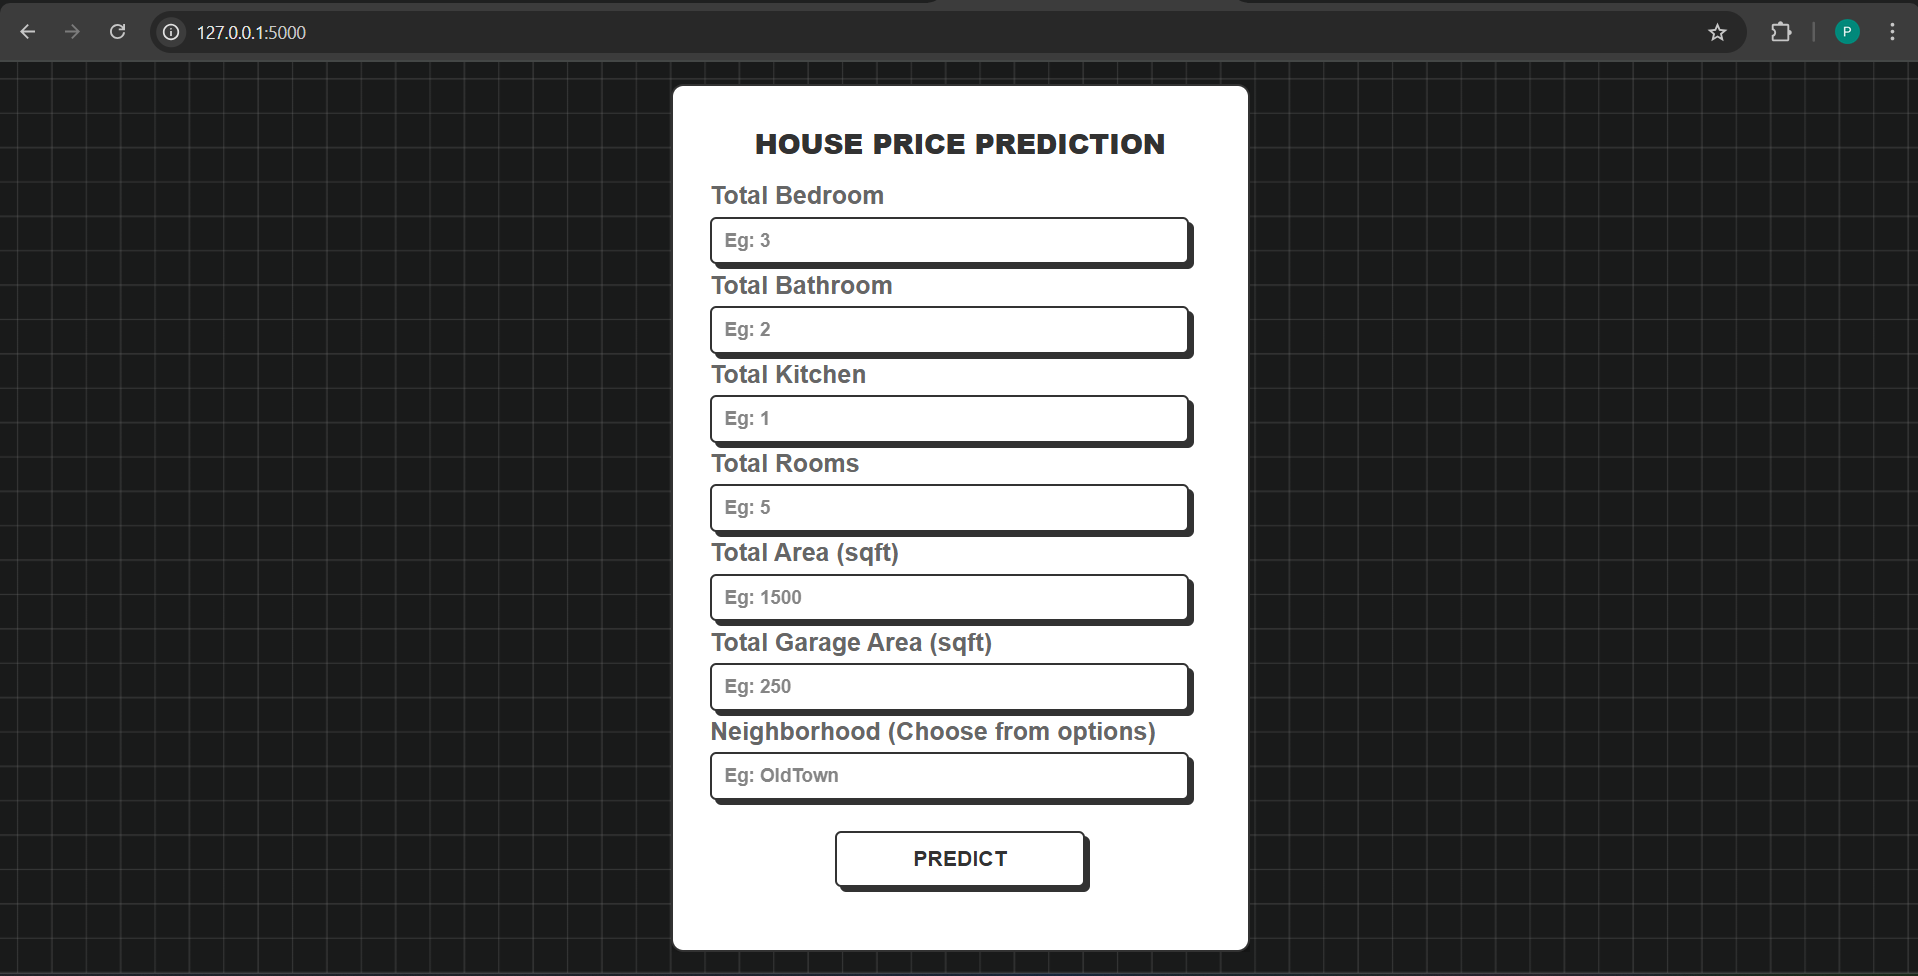 127.0.0.1:5000
P
HOUSE PRICE PREDICTION
Total Bedroom
Eg: 3
Total Bathroom
Eg: 2
Total Kitchen
Eg: 1
Total Rooms
Eg: 5
Total Area (sqft)
Eg: 1500
Total Garage Area (sqft)
Eg: 250
Neighborhood (Choose from options)
Eg: OldTown
PREDICT